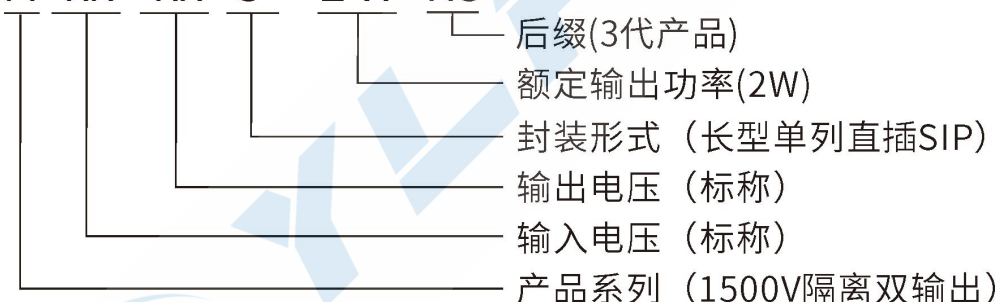 后缀(3代产品)
额定输出功率(2W)
封装形式（长型单列直插SIP）
输出电压（标称）
输入电压（标称）
产品系列（1500V隔离双输出）